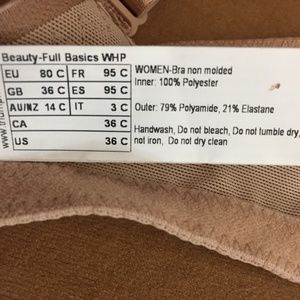 Beauty-Full Basics WHP
EU 80 C FR 95 C
GB 36 C ES 95 C
AU/NZ 14 C IT 3 C
CA 36 C
US 36 C
WOMEN-Bra non molded
Inner: 100% Polyester
Outer: 79% Polyamide, 21% Elastane
Handwash, Do not bleach, Do not tumble dry,
not iron, Do not dry clean